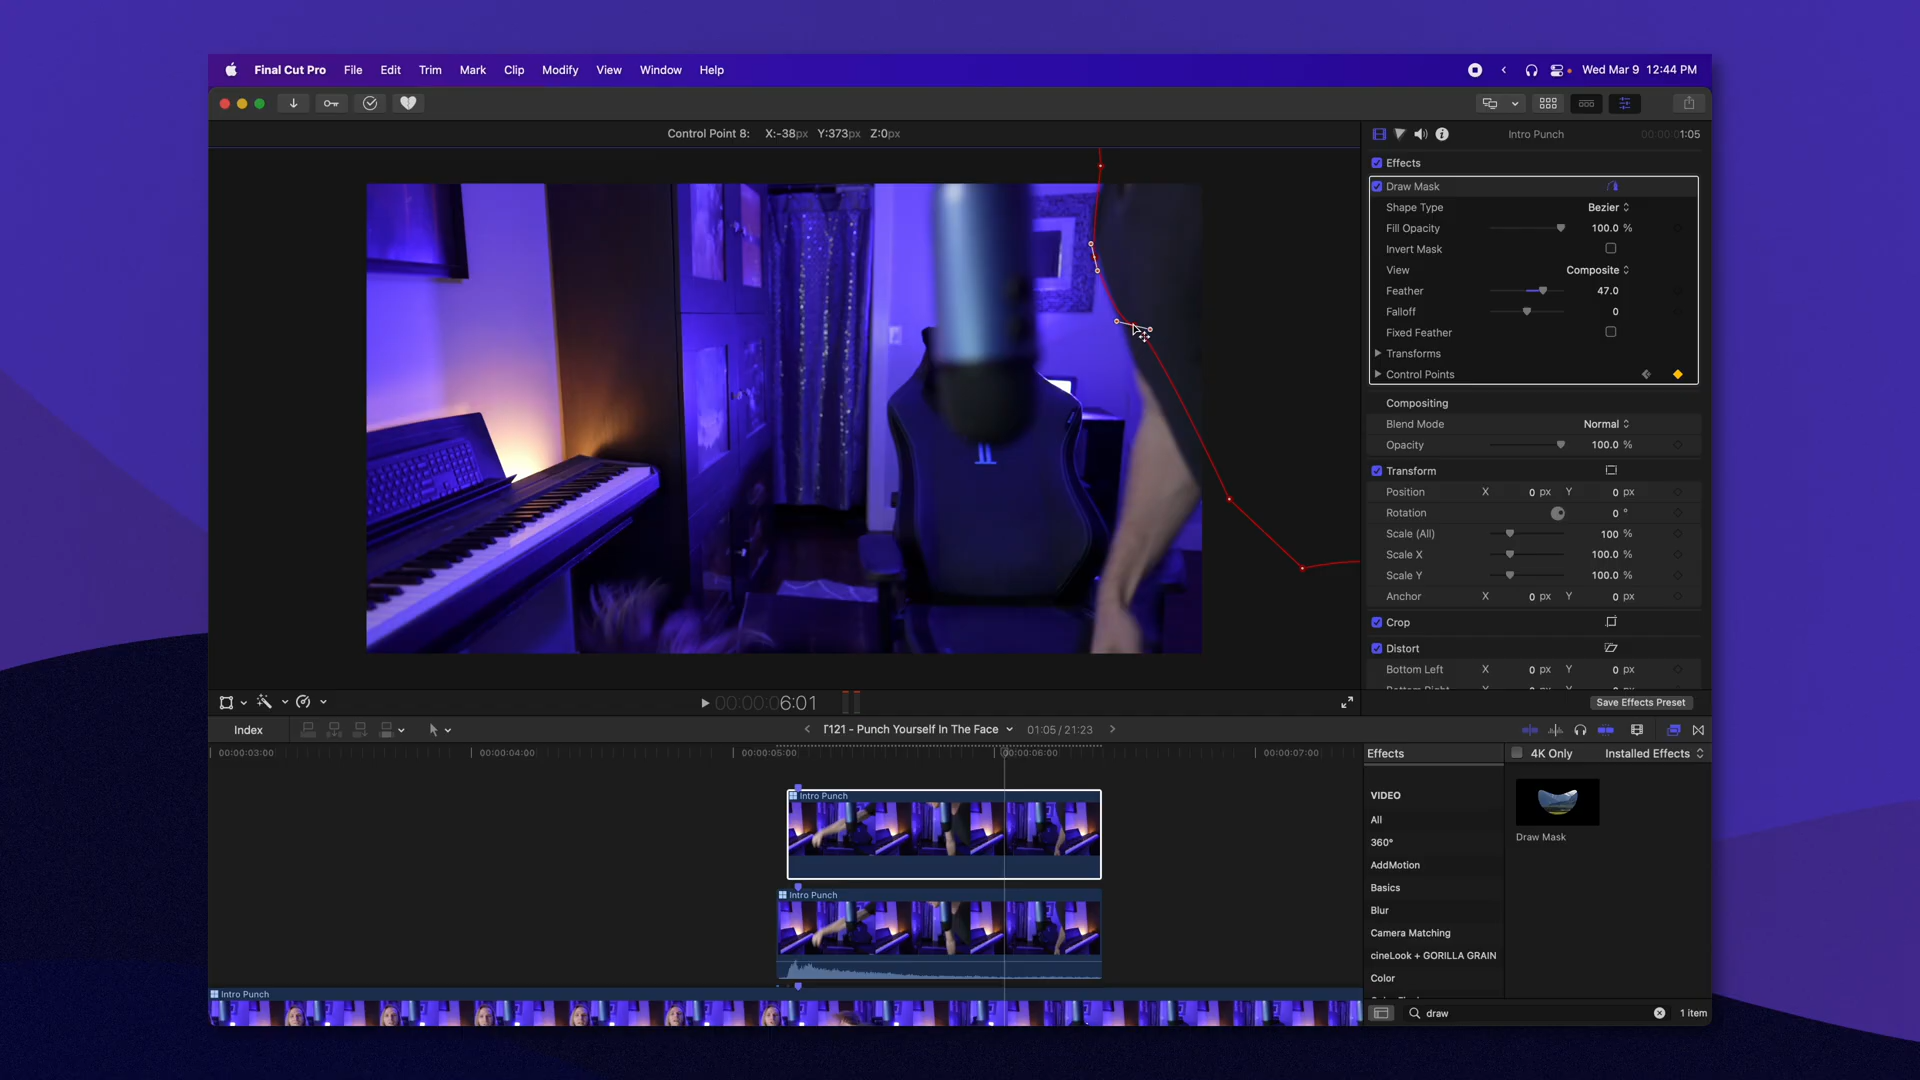 Final Cut Pro File Edit Trim Mark Clip Modify View Window Help Wed Mar 9 12:44 PM
Control Point 8: X:-38px Y:373px Z:0px
Intro Punch 00:00:01:05
Effects
Draw Mask
Shape Type Bezier
Fill Opacity 100.0 %
Invert Mask
View Composite
Feather 47.0
Falloff 0
Fixed Feather
Transforms
Control Points
Compositing
Blend Mode Normal
Opacity 100.0 %
Transform
Position X 0 px Y 0 px
Rotation 0 °
Scale (All) 100 %
Scale X 100.0 %
Scale Y 100.0 %
Anchor X 0 px Y 0 px
Crop
Distort
Bottom Left X 0 px Y 0 px
00:00:00:06:01
Save Effects Preset
Index
T121 - Punch Yourself In The Face 01:05 / 21:23
00:00:03:00 00:00:04:00 00:00:05:00 00:00:06:00 00:00:07:00
Intro Punch
Intro Punch
Intro Punch
Effects 4K Only Installed Effects
VIDEO
All
360°
AddMotion
Basics
Blur
Camera Matching
cineLook + GORILLA GRAIN
Color
Draw Mask
draw 1 item